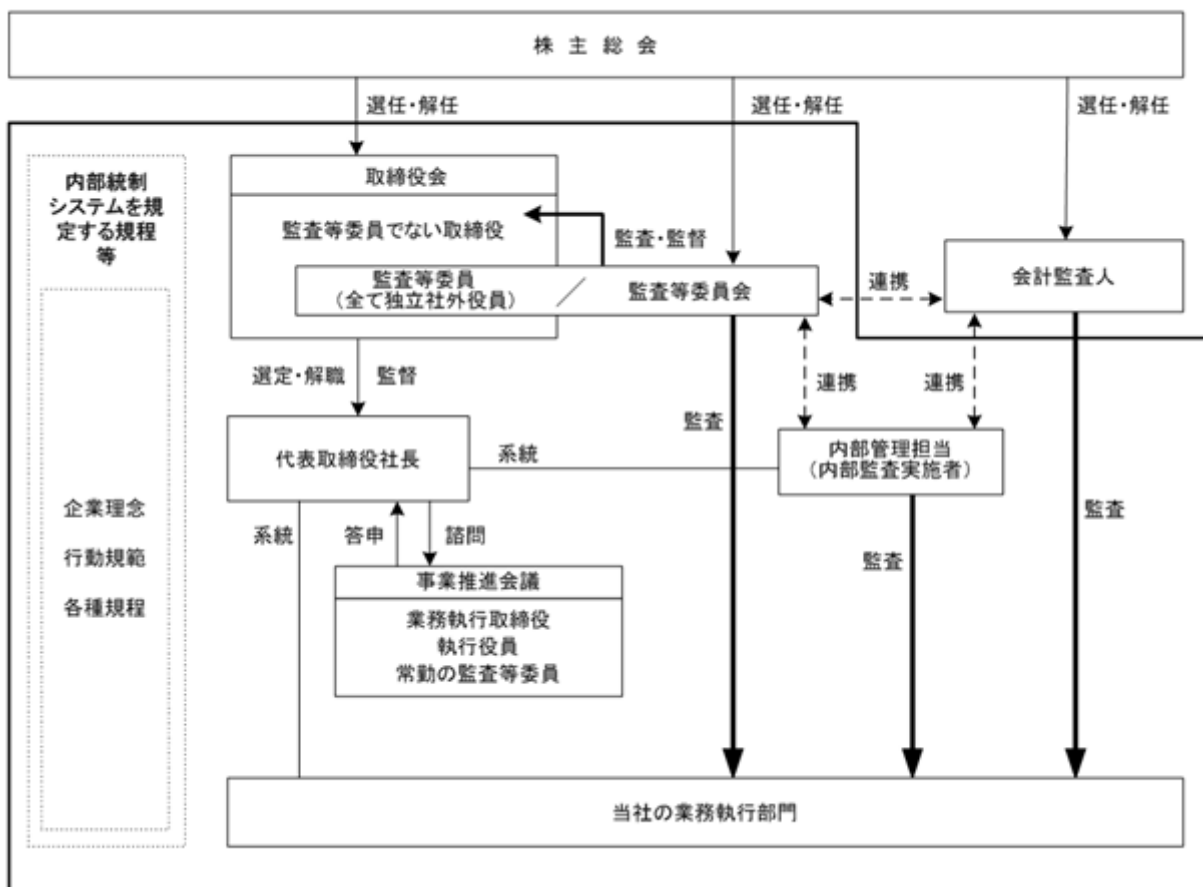 株主総会
選任・解任
選任・解任
選任・解任
内部統制
システムを規
定する規程
等
取締役会
監査等委員でない取締役
監査・監督
監査等委員
(全て独立社外役員)
/
監査等委員会
連携
会計監査人
選定・解職
監督
連携
連携
監査
代表取締役社長
系統
内部管理担当
(内部監査実施者)
企業理念
行動規範
各種規程
系統
答申
諮問
監査
監査
事業推進会議
業務執行取締役
執行役員
常勤の監査等委員
当社の業務執行部門